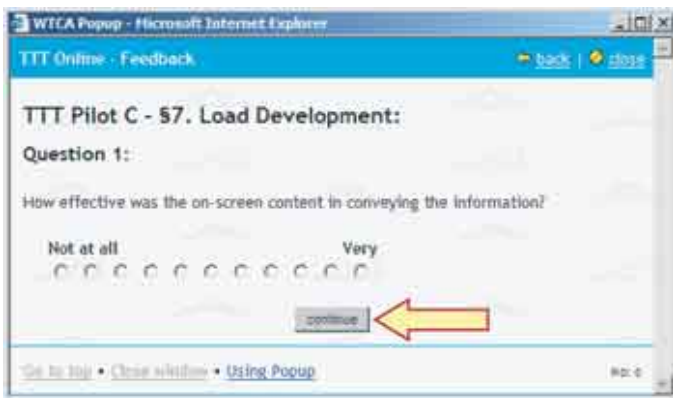 WTCA Popup - Microsoft Internet Explorer
TTT Online - Feedback back | close
TTT Pilot C - §7. Load Development:
Question 1:
How effective was the on-screen content in conveying the information?
Not at all Very
continue
Go to top • Close window • Using Popup